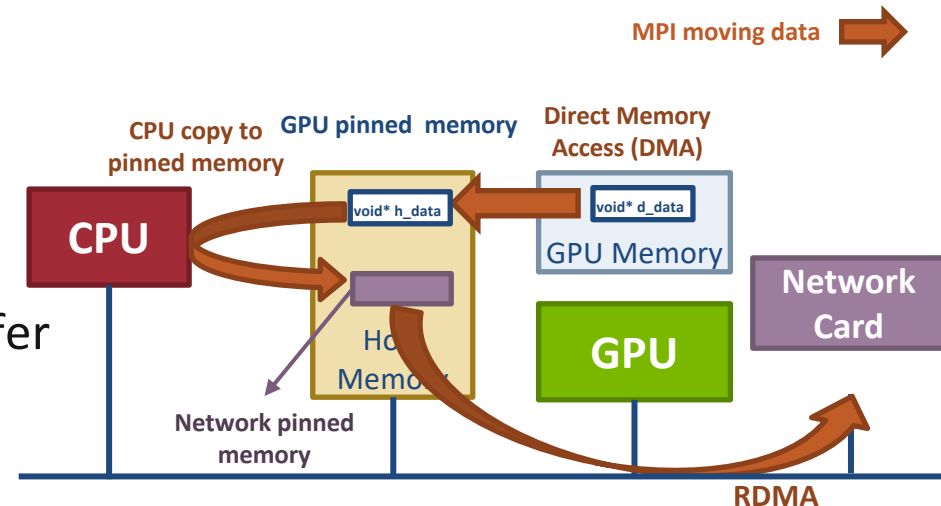 MPI moving data
CPU copy to
pinned memory
GPU pinned memory
Direct Memory
Access (DMA)
void* h_data
void* d_data
CPU
GPU Memory
Network
Card
fer
GPU
Memory
Network pinned
memory
RDMA